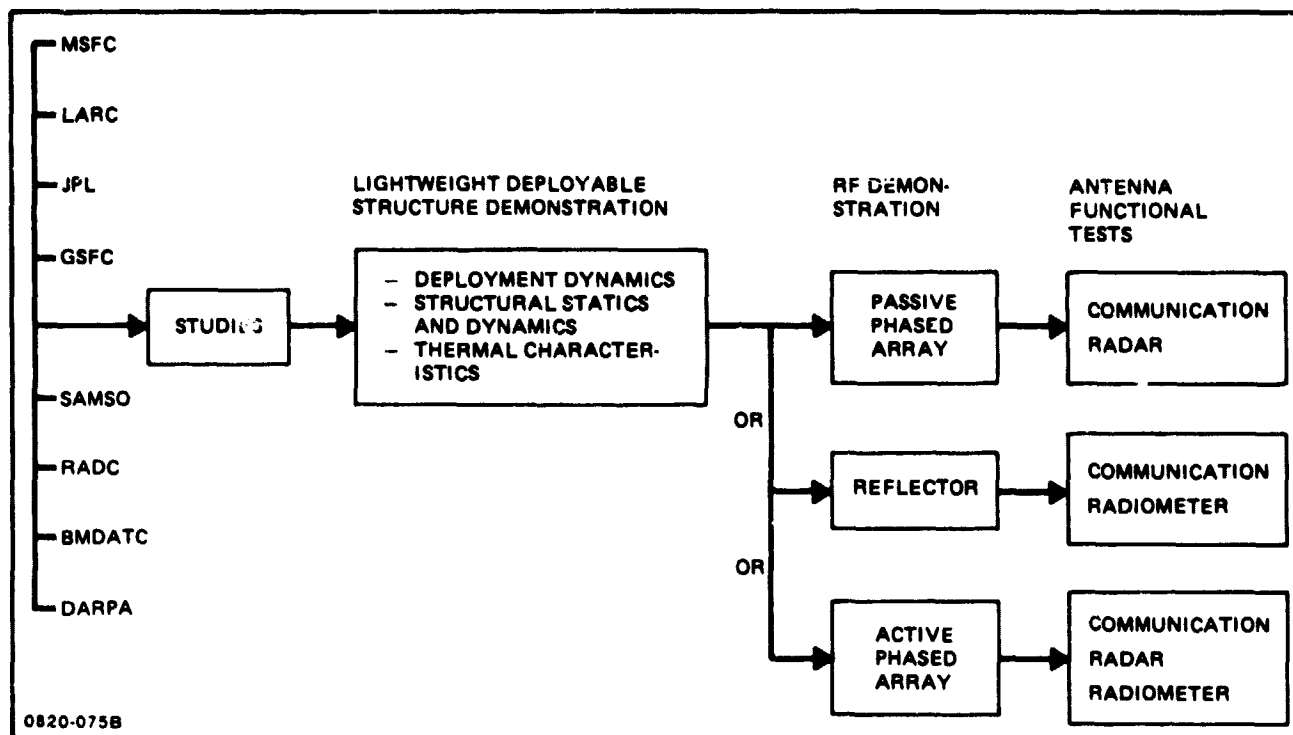 MSFC
LARC
JPL
GSFC
SAMSO
RADC
BMDATC
DARPA
STUDIES
LIGHTWEIGHT DEPLOYABLE
STRUCTURE DEMONSTRATION
– DEPLOYMENT DYNAMICS
– STRUCTURAL STATICS
AND DYNAMICS
– THERMAL CHARACTER-
ISTICS
OR
OR
RF DEMON-
STRATION
PASSIVE
PHASED
ARRAY
REFLECTOR
ACTIVE
PHASED
ARRAY
ANTENNA
FUNCTIONAL
TESTS
COMMUNICATION
RADAR
COMMUNICATION
RADIOMETER
COMMUNICATION
RADAR
RADIOMETER
0820-075B